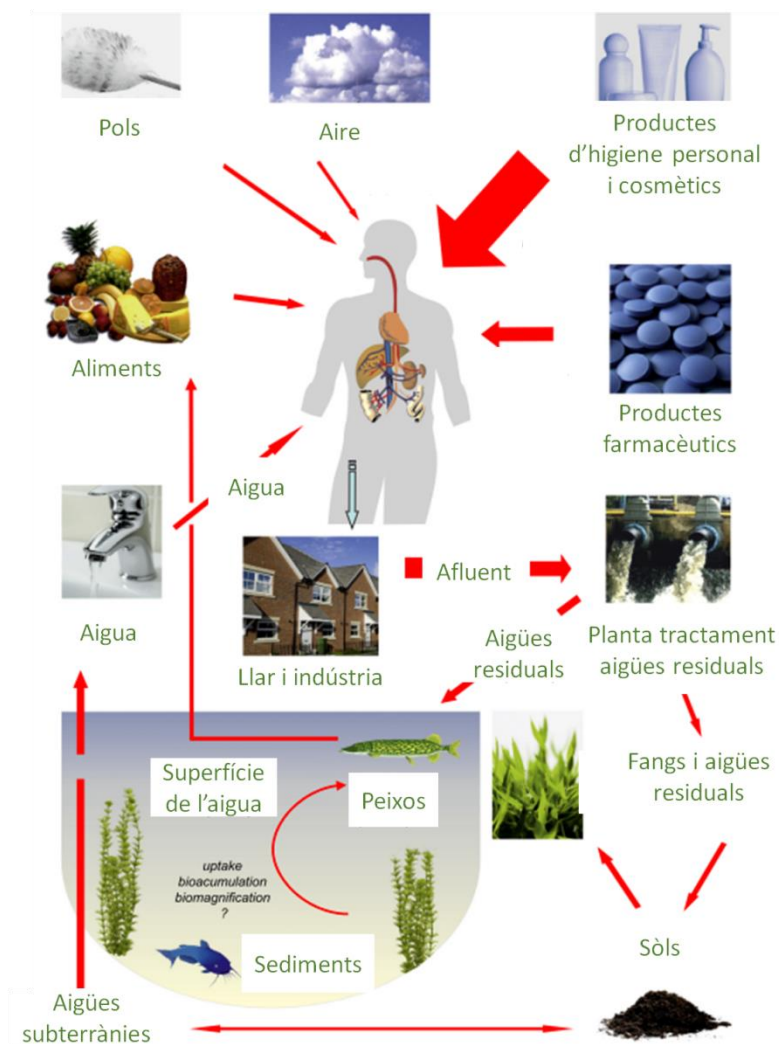 Pols
Aire
Productes
d'higiene personal
i cosmètics
Aliments
Productes
farmacèutics
Aigua
Aigua
Afluent
Llar i indústria
Aigües
residuals
Planta tractament
aigües residuals
Superfície
de l'aigua
Peixos
Fangs i aigües
residuals
uptake
bioacumulation
biomagnification
?
Sediments
Sòls
Aigües
subterrànies